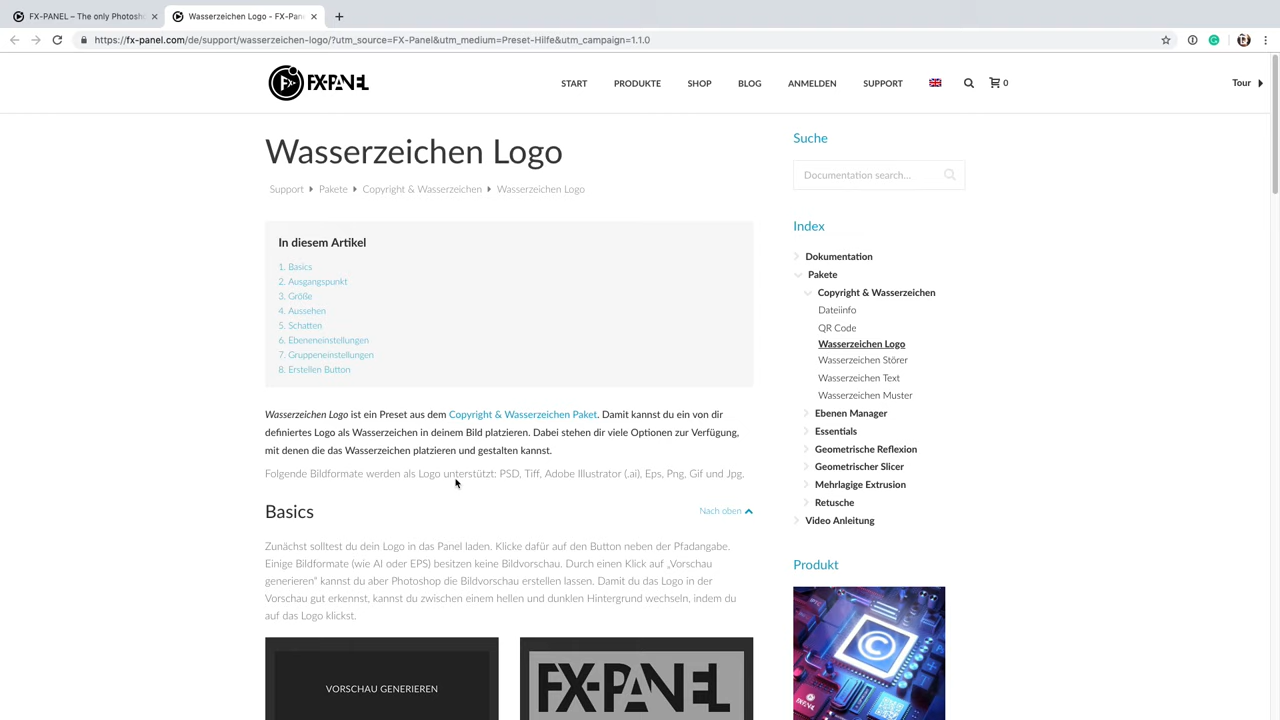 FX-PANEL – The only Photosh
Wasserzeichen Logo - FX-Pan
https://fx-panel.com/de/support/wasserzeichen-logo/?utm_source=FX-Panel&utm_medium=Preset-Hilfe&utm_campaign=1.1.0
FX-PANEL
START PRODUKTE SHOP BLOG ANMELDEN SUPPORT 0 Tour
Wasserzeichen Logo
Support Pakete Copyright & Wasserzeichen Wasserzeichen Logo
In diesem Artikel
1. Basics
2. Ausgangspunkt
3. Größe
4. Aussehen
5. Schatten
6. Ebeneneinstellungen
7. Gruppeneinstellungen
8. Erstellen Button
Wasserzeichen Logo ist ein Preset aus dem Copyright & Wasserzeichen Paket. Damit kannst du ein von dir
definiertes Logo als Wasserzeichen in deinem Bild platzieren. Dabei stehen dir viele Optionen zur Verfügung,
mit denen die das Wasserzeichen platzieren und gestalten kannst.
Folgende Bildformate werden als Logo unterstützt: PSD, Tiff, Adobe Illustrator (.ai), Eps, Png, Gif und Jpg.
Basics
Nach oben
Zunächst solltest du dein Logo in das Panel laden. Klicke dafür auf den Button neben der Pfadangabe.
Einige Bildformate (wie AI oder EPS) besitzen keine Bildvorschau. Durch einen Klick auf „Vorschau
generieren“ kannst du aber Photoshop die Bildvorschau erstellen lassen. Damit du das Logo in der
Vorschau gut erkennst, kannst du zwischen einem hellen und dunklen Hintergrund wechseln, indem du
auf das Logo klickst.
VORSCHAU GENERIEREN
FX-PANEL
Suche
Documentation search...
Index
Dokumentation
Pakete
Copyright & Wasserzeichen
Dateiinfo
QR Code
Wasserzeichen Logo
Wasserzeichen Störer
Wasserzeichen Text
Wasserzeichen Muster
Ebenen Manager
Essentials
Geometrische Reflexion
Geometrischer Slicer
Mehrlagige Extrusion
Retusche
Video Anleitung
Produkt
FX-PANEL